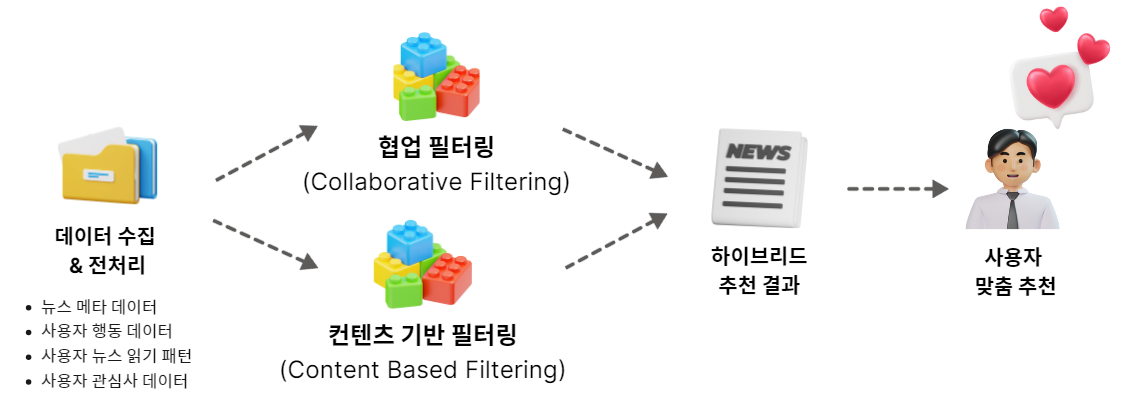 데이터 수집
& 전처리
• 뉴스 메타 데이터
• 사용자 행동 데이터
• 사용자 뉴스 읽기 패턴
• 사용자 관심사 데이터
협업 필터링
(Collaborative Filtering)
컨텐츠 기반 필터링
(Content Based Filtering)
NEWS
하이브리드
추천 결과
사용자
맞춤 추천